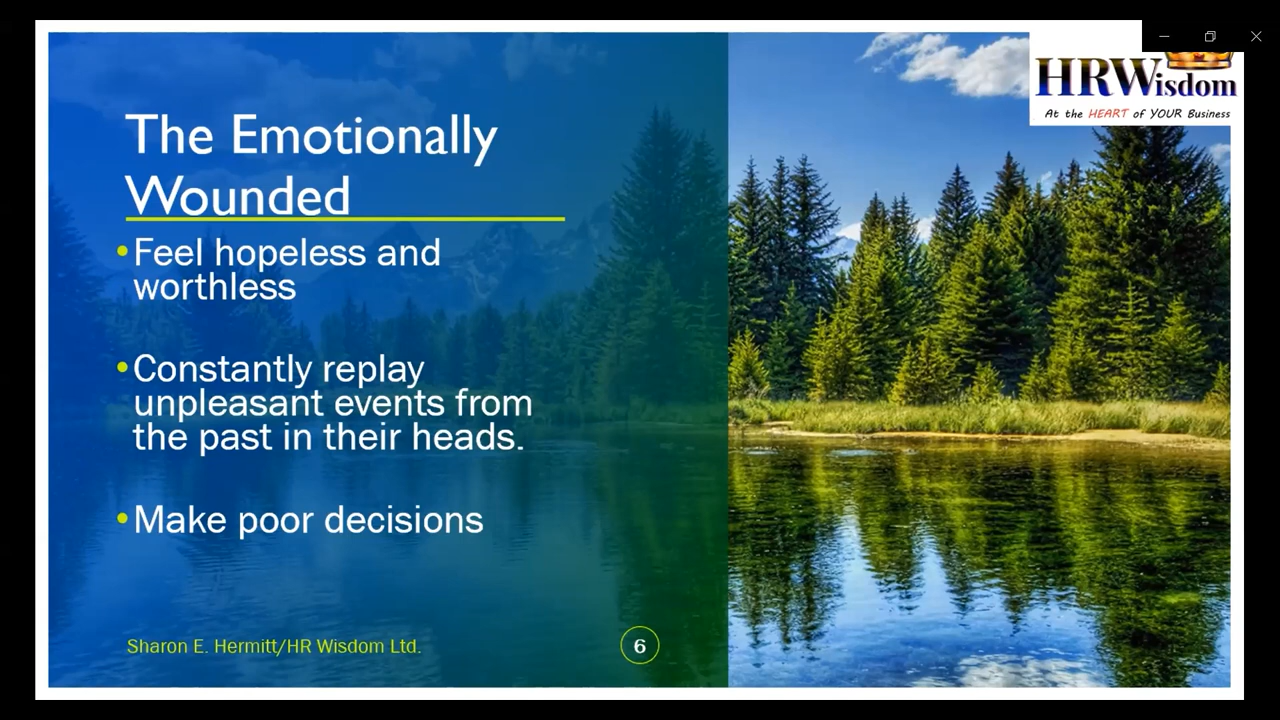 HRWisdom
At the HEART of YOUR Business
The Emotionally
Wounded
•Feel hopeless and
worthless
•Constantly replay
unpleasant events from
the past in their heads.
•Make poor decisions
Sharon E. Hermitt/HR Wisdom Ltd.
6